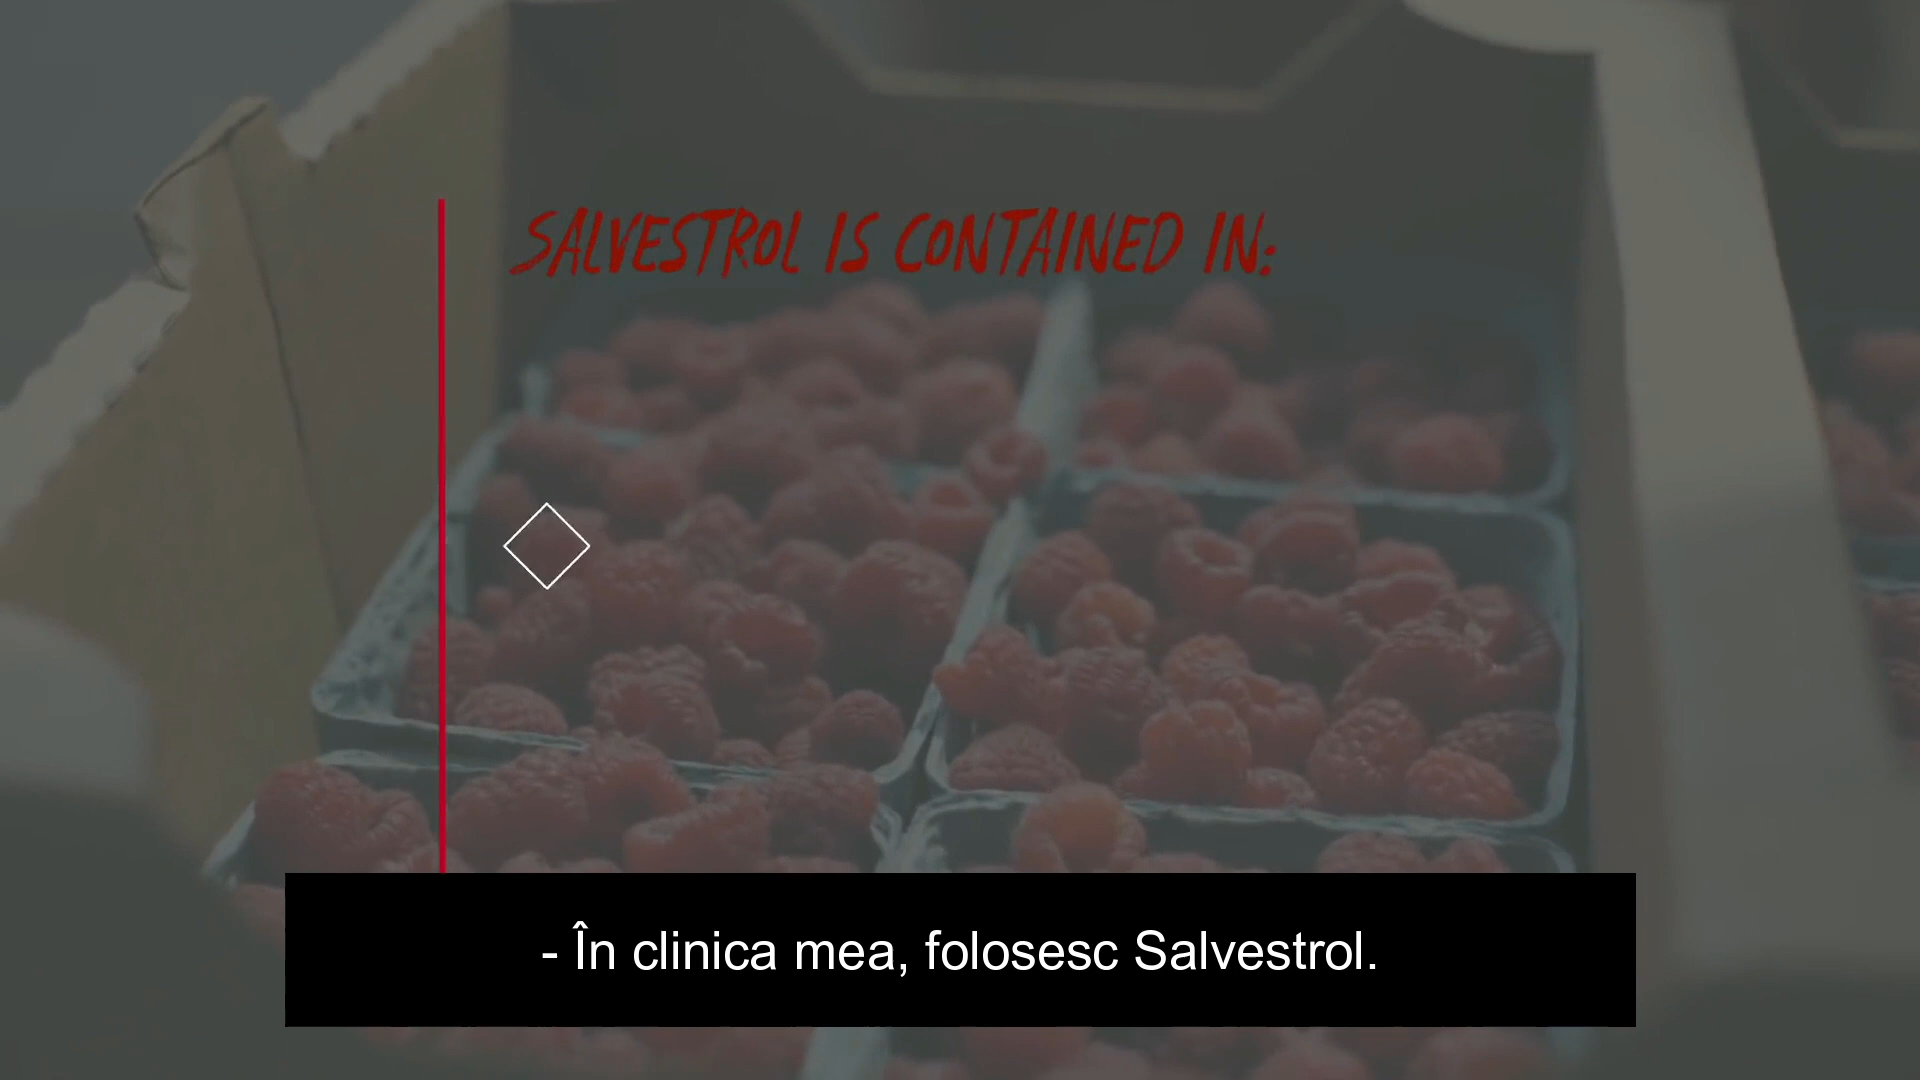 SALVESTROL IS CONTAINED IN:
- În clinica mea, folosesc Salvestrol.